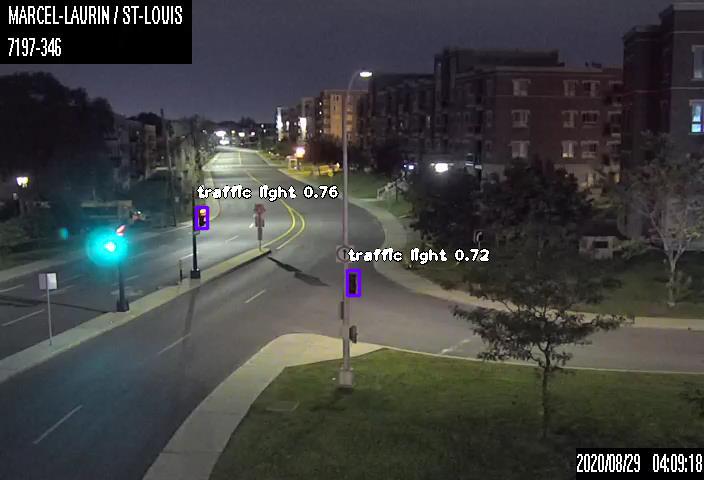 MARCEL-LAURIN / ST-LOUIS
7197-346
traffic light 0.76
traffic light 0.72
2020/08/29 04:09:18